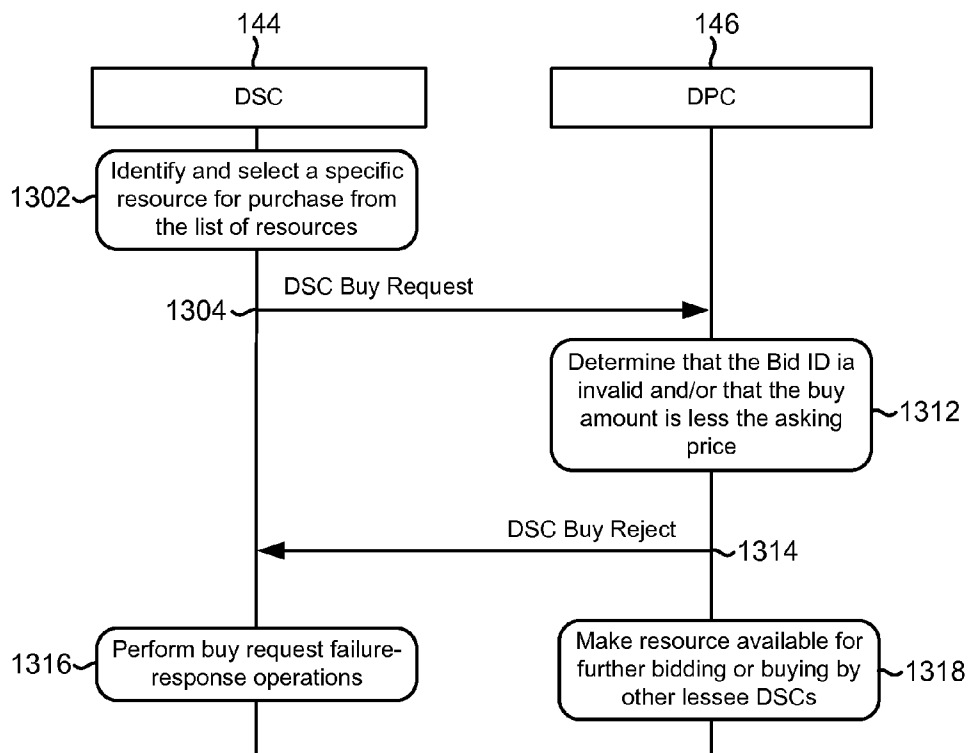 144
146
DSC
DPC
1302
Identify and select a specific
resource for purchase from
the list of resources
DSC Buy Request
1304
Determine that the Bid ID ia
invalid and/or that the buy
amount is less the asking
price
1312
DSC Buy Reject
1314
1316
Perform buy request failure-
response operations
Make resource available for
further bidding or buying by
other lessee DSCs
1318